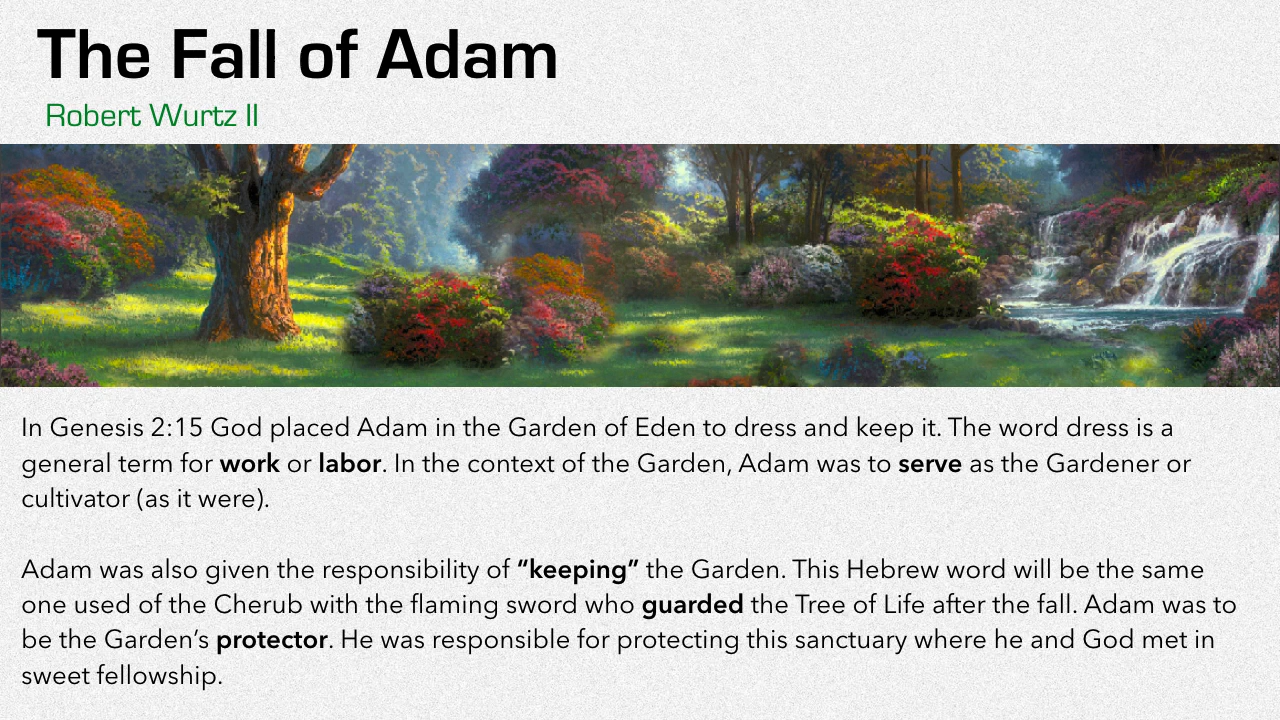 The Fall of Adam
Robert Wurtz II
In Genesis 2:15 God placed Adam in the Garden of Eden to dress and keep it. The word dress is a
general term for work or labor. In the context of the Garden, Adam was to serve as the Gardener or
cultivator (as it were).
Adam was also given the responsibility of “keeping” the Garden. This Hebrew word will be the same
one used of the Cherub with the flaming sword who guarded the Tree of Life after the fall. Adam was to
be the Garden’s protector. He was responsible for protecting this sanctuary where he and God met in
sweet fellowship.